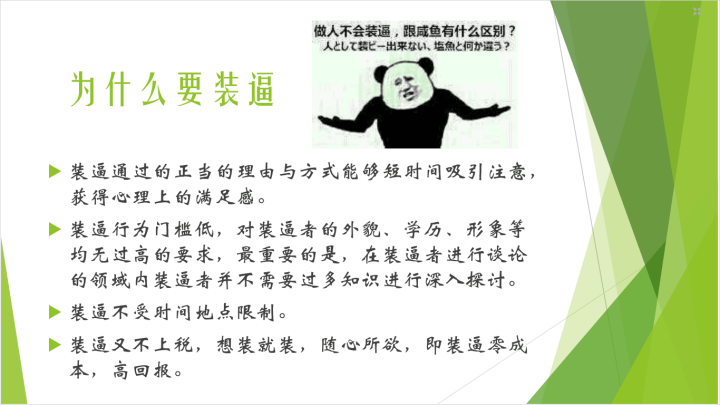 做人不会装逼，跟咸鱼有什么区别？
人として装ビー出来ない、塩魚と何か違う？
为什么要装逼
装逼通过的正当的理由与方式能够短时间吸引注意，
获得心理上的满足感。
装逼行为门槛低，对装逼者的外貌、学历、形象等
均无过高的要求，最重要的是，在装逼者进行谈论
的领域内装逼者并不需要过多知识进行深入探讨。
装逼不受时间地点限制。
装逼又不上税，想装就装，随心所欲，即装逼零成
本，高回报。